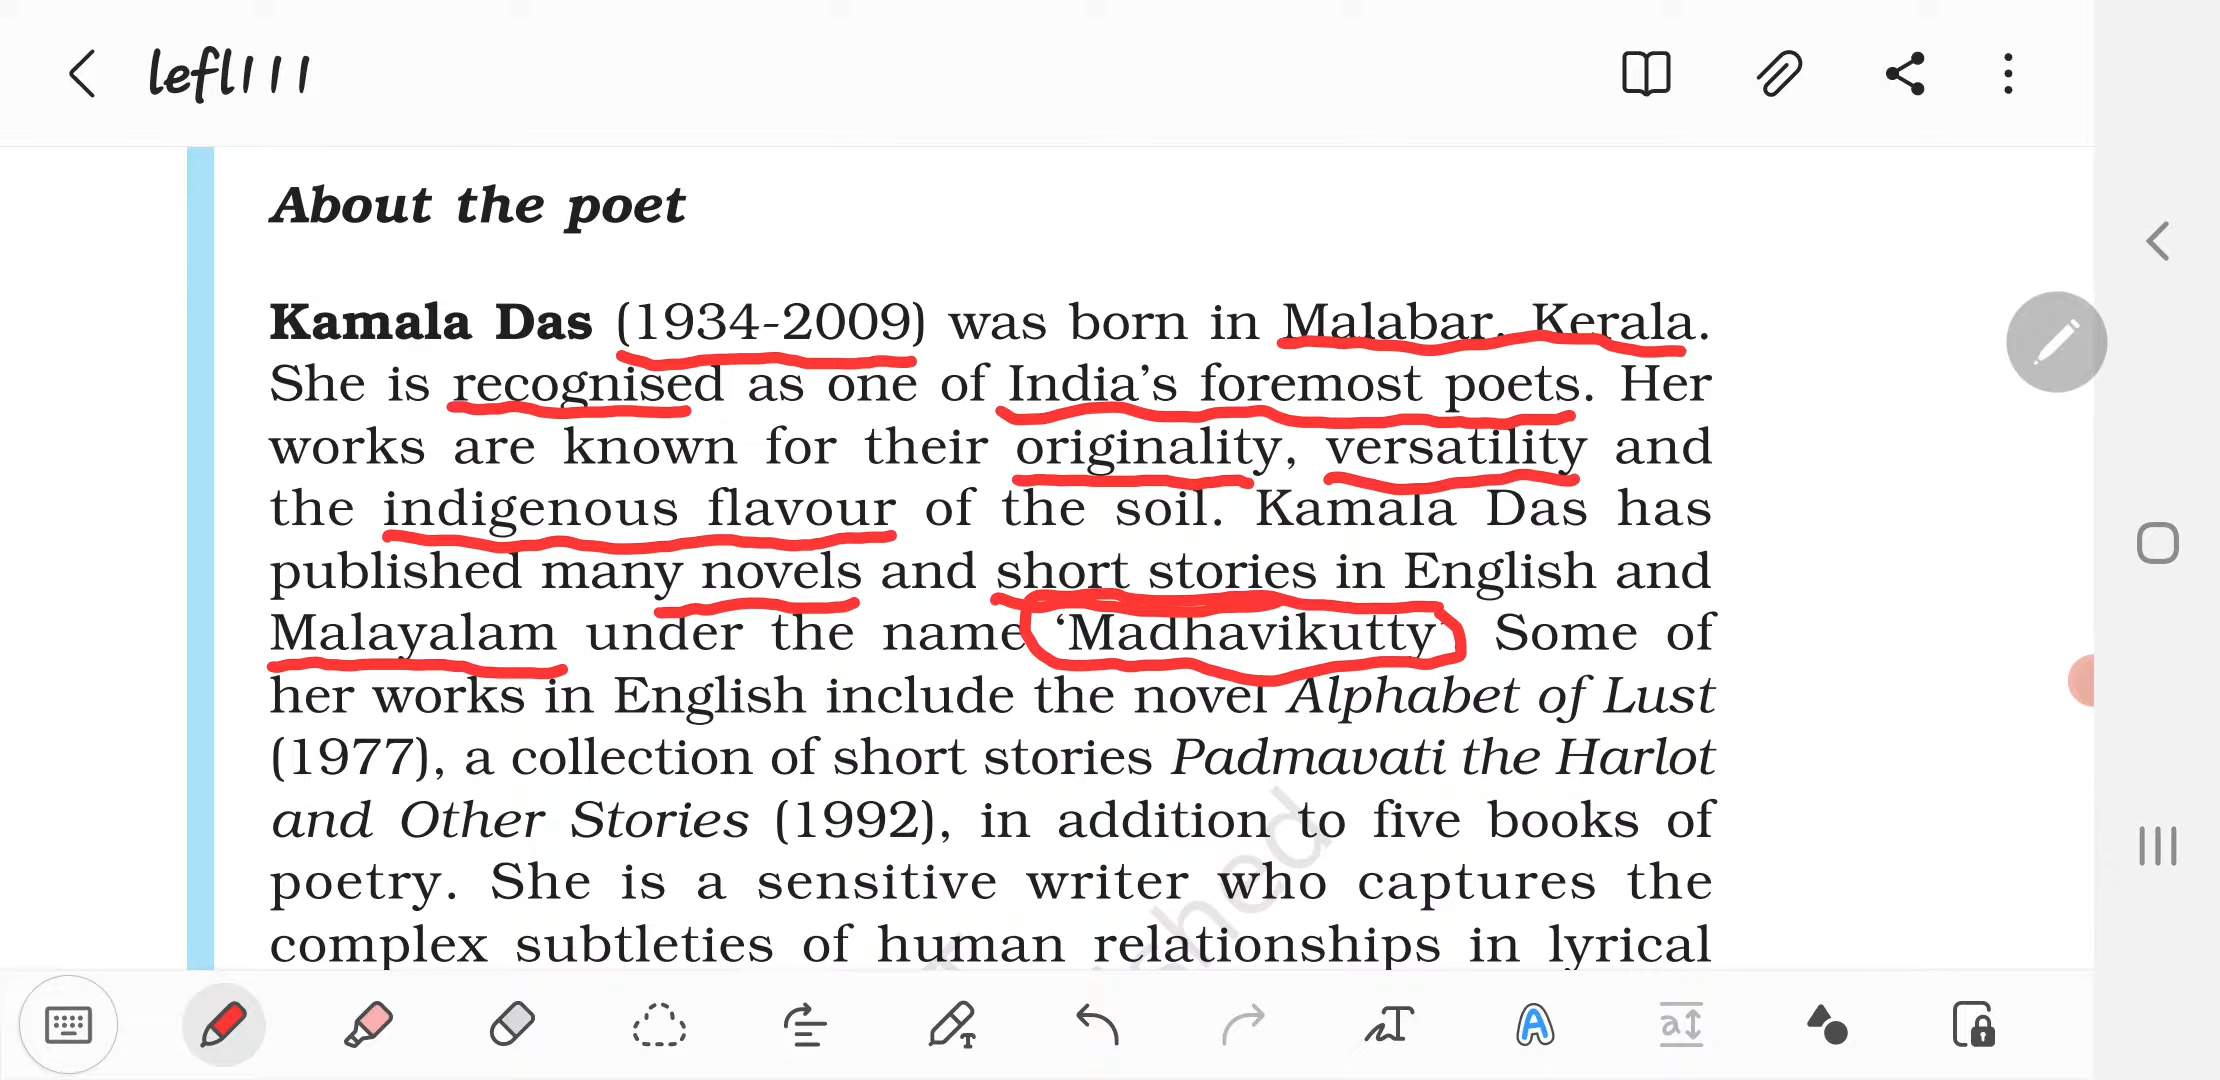 lefl111
About the poet
Kamala Das (1934-2009) was born in Malabar, Kerala.
She is recognised as one of India’s foremost poets. Her
works are known for their originality, versatility and
the indigenous flavour of the soil. Kamala Das has
published many novels and short stories in English and
Malayalam under the name ‘Madhavikutty’ Some of
her works in English include the novel Alphabet of Lust
(1977), a collection of short stories Padmavati the Harlot
and Other Stories (1992), in addition to five books of
poetry. She is a sensitive writer who captures the
complex subtleties of human relationships in lyrical